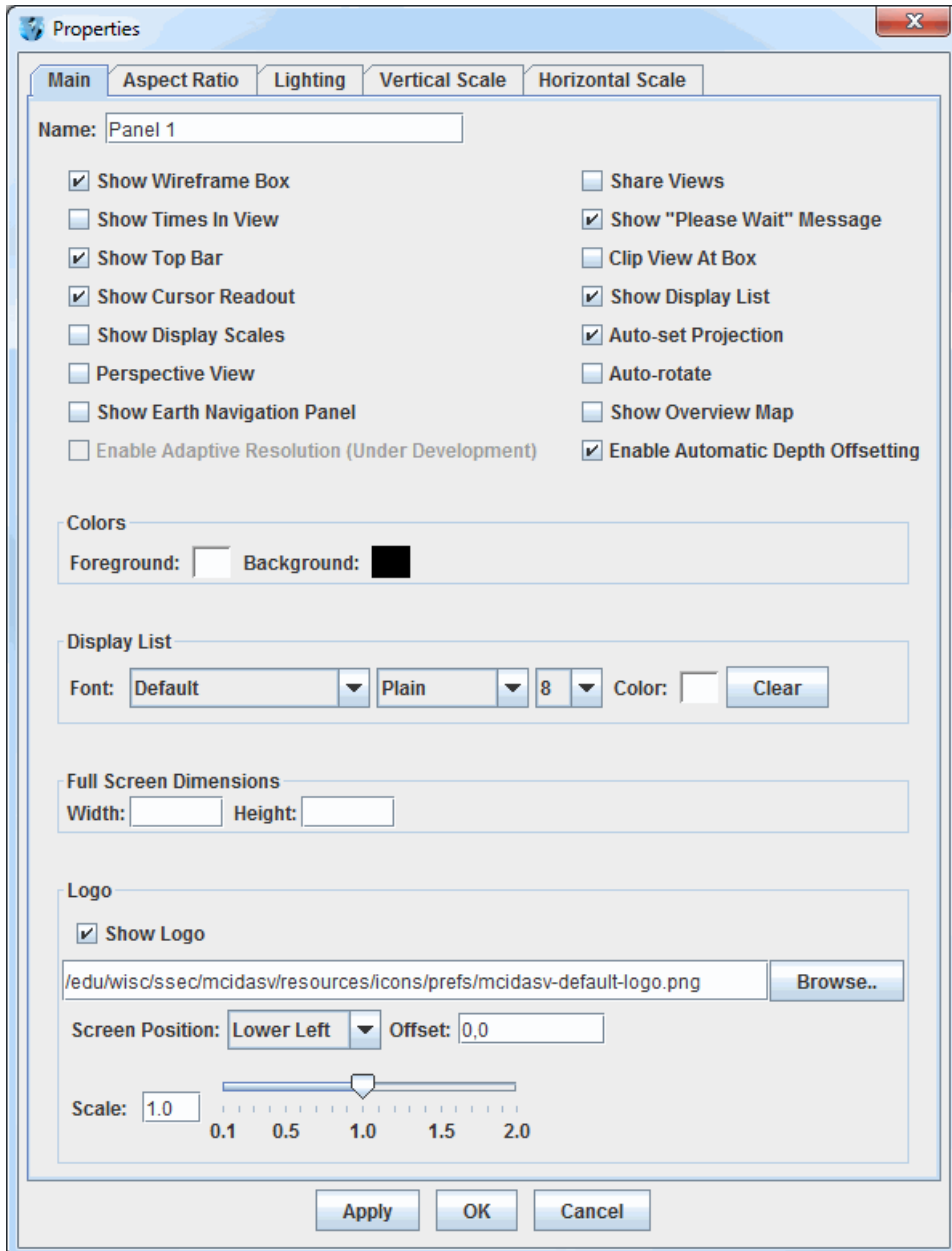 Properties
Main Aspect Ratio Lighting Vertical Scale Horizontal Scale
Name: Panel 1
Show Wireframe Box Share Views
Show Times In View Show "Please Wait" Message
Show Top Bar Clip View At Box
Show Cursor Readout Show Display List
Show Display Scales Auto-set Projection
Perspective View Auto-rotate
Show Earth Navigation Panel Show Overview Map
Enable Adaptive Resolution (Under Development) Enable Automatic Depth Offsetting
Colors
Foreground: Background:
Display List
Font: Default Plain 8 Color: Clear
Full Screen Dimensions
Width: Height:
Logo
Show Logo
/edu/wisc/ssec/mcidasv/resources/icons/prefs/mcidasv-default-logo.png Browse..
Screen Position: Lower Left Offset: 0,0
Scale: 1.0
0.1 0.5 1.0 1.5 2.0
Apply OK Cancel